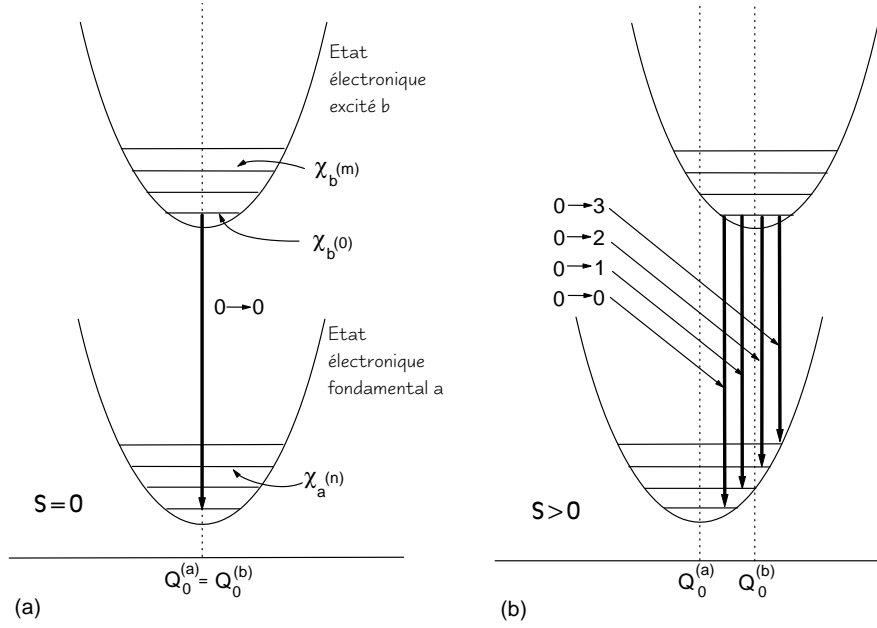 Etat
électronique
excité b
χb(m)
χb(0)
0→0
Etat
électronique
fondamental a
χa(n)
S=0
Q0(a) = Q0(b)
(a)
0→3
0→2
0→1
0→0
S>0
Q0(a) Q0(b)
(b)